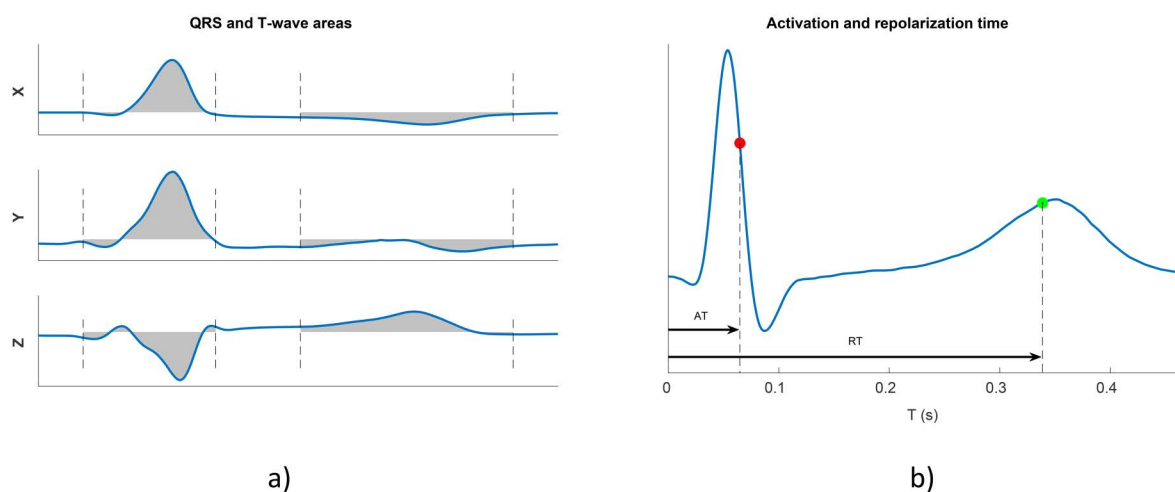 QRS and T-wave areas
X
Y
Z
a)
Activation and repolarization time
AT
RT
0 0.1 0.2 0.3 0.4
T (s)
b)